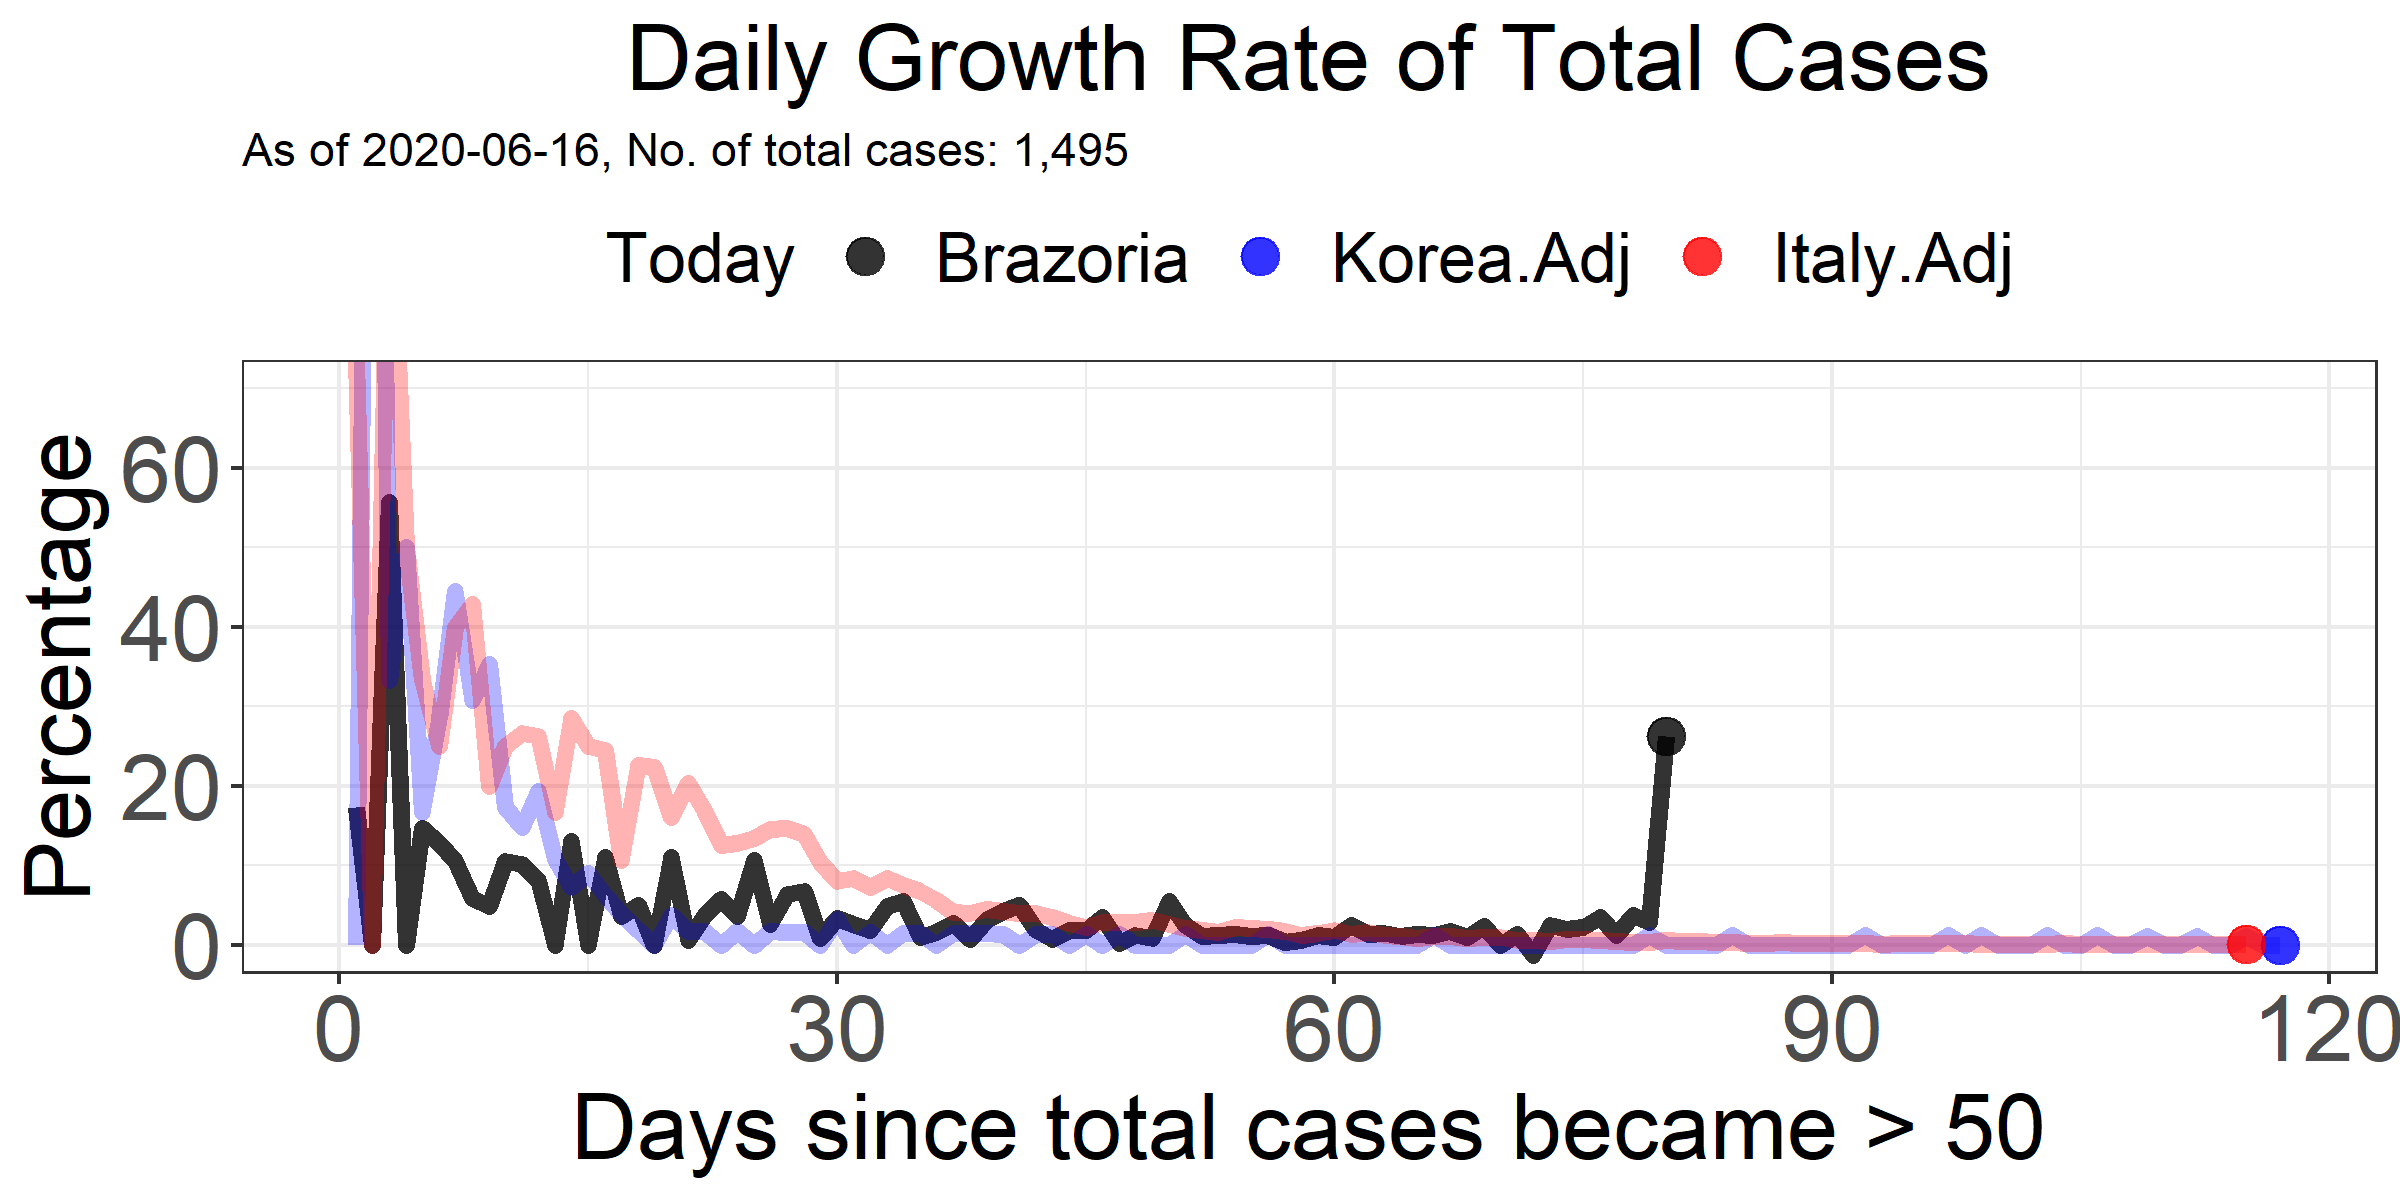 Daily Growth Rate of Total Cases
As of 2020-06-16, No. of total cases: 1,495
Today Brazoria Korea.Adj Italy.Adj
Percentage
60
40
20
0
0 30 60 90 120
Days since total cases became > 50